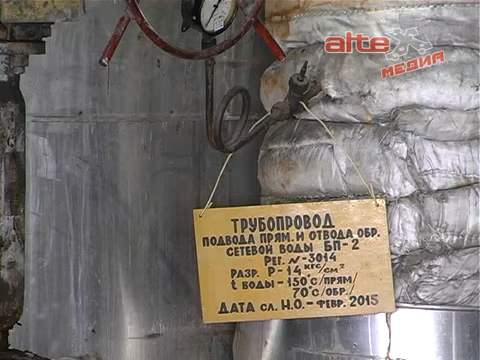 alte
МЕДИА
ТРУБОПРОВОД
ПОДВОДА ПРЯМ. И ОТВОДА ОБР.
СЕТЕВОЙ ВОДЫ БП-2
РЕГ. №-3014
РАЗР. Р-14 кгс/см²
t ВОДЫ-150°С/ПРЯМ/
70°С/ОБР./
ДАТА СЛ. Н.О.-ФЕВР. 2015